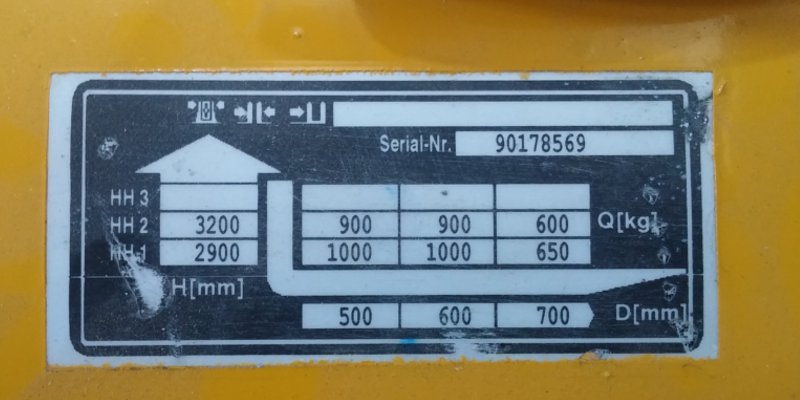 Serial-Nr. 90178569
HH 3
HH 2 3200 900 900 600 Q[kg]
HH 1 2900 1000 1000 650
H[mm]
500 600 700 D[mm]